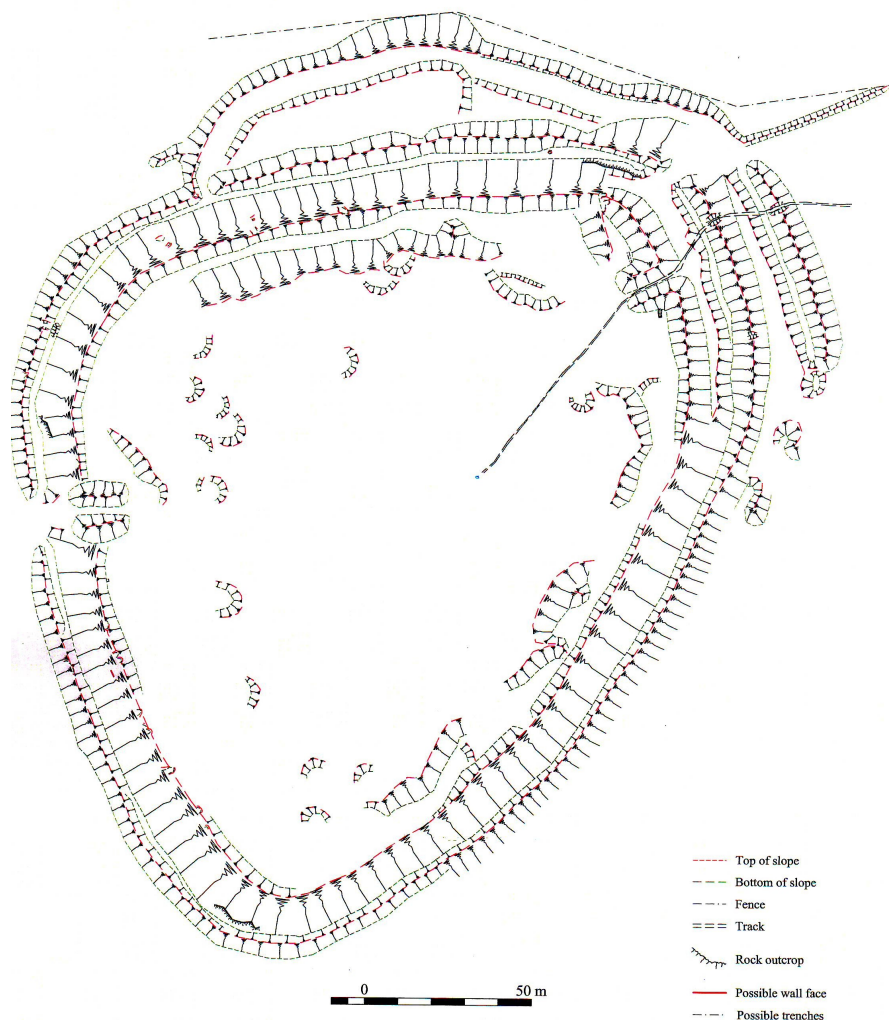 Top of slope
Bottom of slope
Fence
Track
Rock outcrop
0 50 m
Possible wall face
Possible trenches